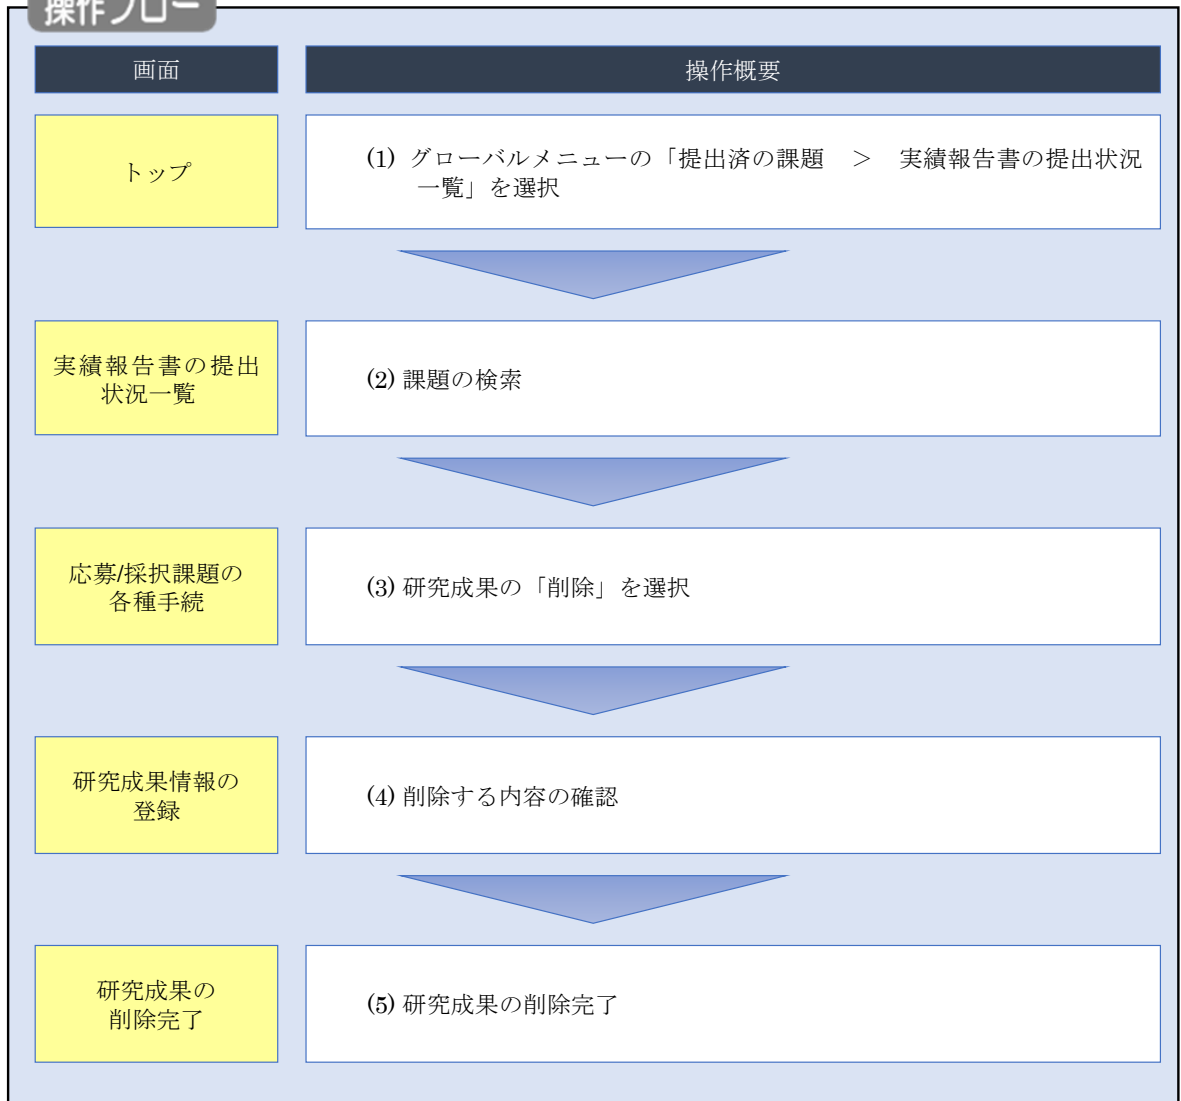 操作フロー
画面
操作概要
トップ
(1) グローバルメニューの「提出済の課題　＞　実績報告書の提出状況
一覧」を選択
実績報告書の提出
状況一覧
(2) 課題の検索
応募/採択課題の
各種手続
(3) 研究成果の「削除」を選択
研究成果情報の
登録
(4) 削除する内容の確認
研究成果の
削除完了
(5) 研究成果の削除完了